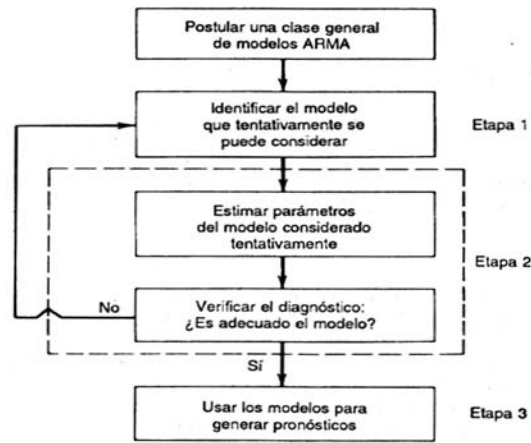 Postular una clase general
de modelos ARMA
Identificar el modelo
que tentativamente se
puede considerar
Etapa 1
Estimar parámetros
del modelo considerado
tentativamente
Etapa 2
No
Verificar el diagnóstico:
¿Es adecuado el modelo?
Sí
Usar los modelos para
generar pronósticos
Etapa 3